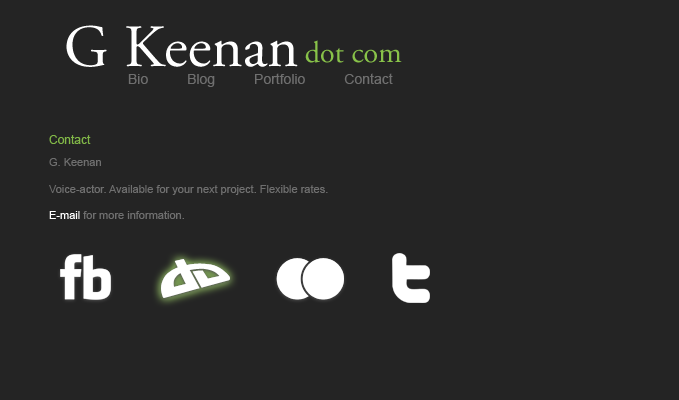 G Keenan dot com
Bio Blog Portfolio Contact
Contact
G. Keenan
Voice-actor. Available for your next project. Flexible rates.
E-mail for more information.
fb da t